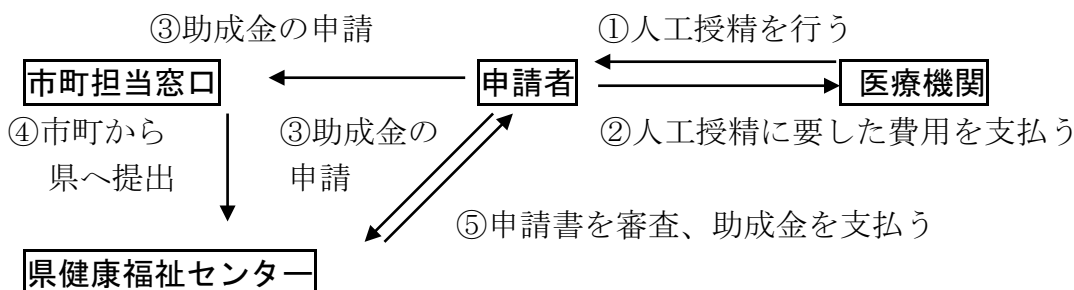 ③助成金の申請
①人工授精を行う
市町担当窓口
申請者
医療機関
④市町から
県へ提出
③助成金の
申請
②人工授精に要した費用を支払う
⑤申請書を審査、助成金を支払う
県健康福祉センター